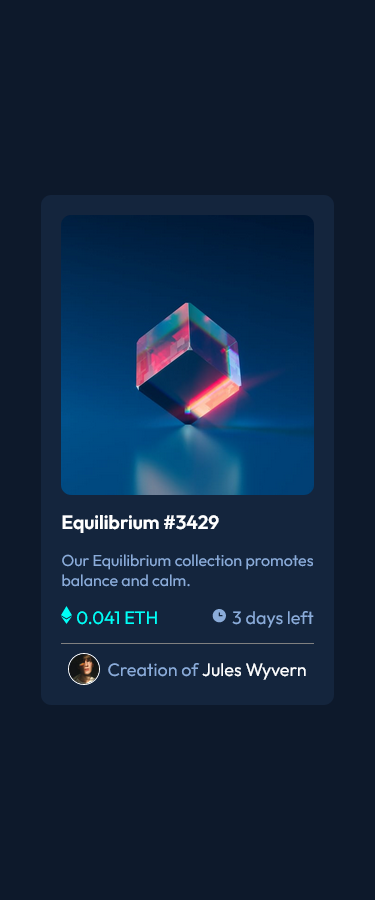 Equilibrium #3429
Our Equilibrium collection promotes
balance and calm.
0.041 ETH 3 days left
Creation of Jules Wyvern